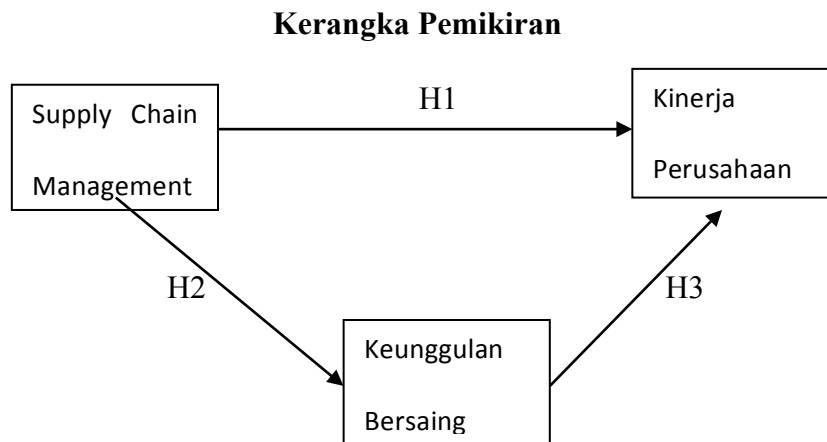 Kerangka Pemikiran
H1
Supply Chain
Management
Kinerja
Perusahaan
H2
H3
Keunggulan
Bersaing